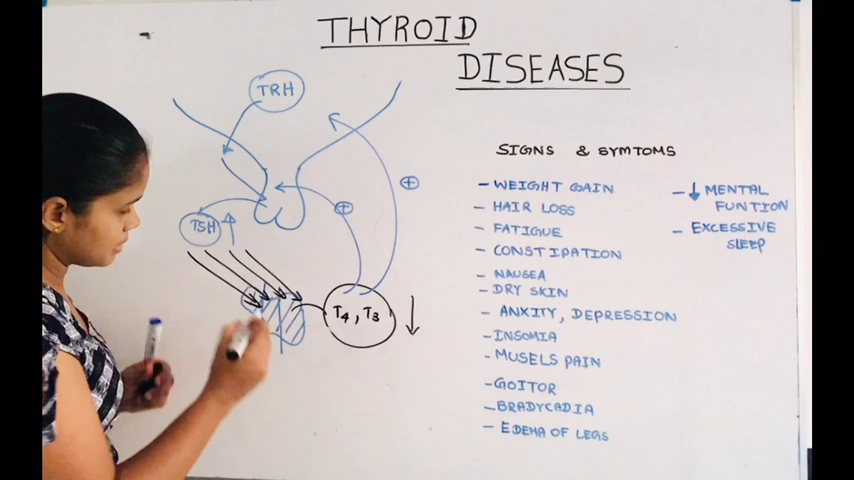 THYROID
DISEASES
TRH
TSH
T4, T3
SIGNS & SYMTOMS
- WEIGHT GAIN
- HAIR LOSS
- FATIGUE
- CONSTIPATION
- NAUSEA
- DRY SKIN
- ANXITY, DEPRESSION
- INSOMIA
- MUSELS PAIN
- GOITOR
- BRADYCADIA
- EDEMA OF LEGS
- ↓ MENTAL
FUNTION
- EXCESSIVE
SLEEP